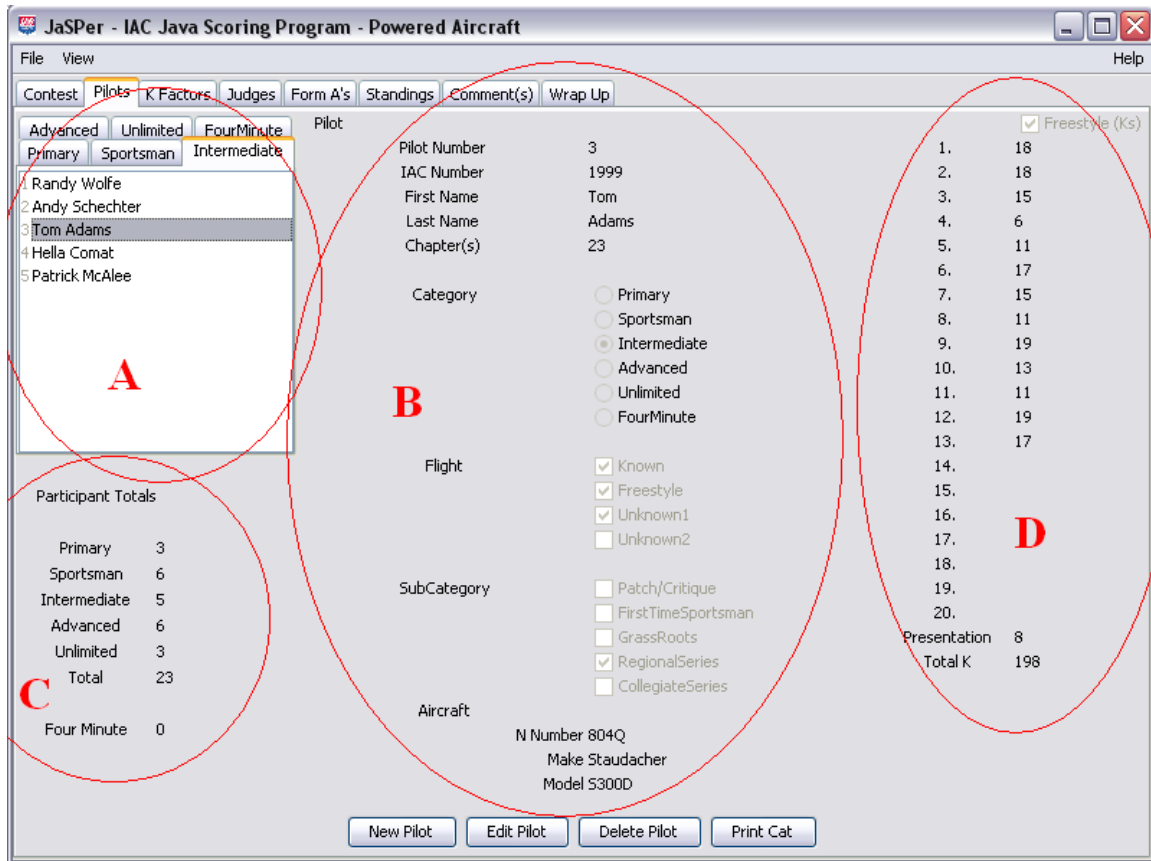 JaSPer - IAC Java Scoring Program - Powered Aircraft
File View Help
Contest Pilots K Factors Judges Form A's Standings Comment(s) Wrap Up
Advanced Unlimited FourMinute
Primary Sportsman Intermediate
1 Randy Wolfe
2 Andy Schechter
3 Tom Adams
4 Hella Comat
5 Patrick McAlee
A
Participant Totals
Primary 3
Sportsman 6
Intermediate 5
Advanced 6
Unlimited 3
Total 23
C
Four Minute 0
Pilot
Pilot Number 3
IAC Number 1999
First Name Tom
Last Name Adams
Chapter(s) 23
Category
Primary
Sportsman
Intermediate
Advanced
Unlimited
FourMinute
B
Flight
Known
Freestyle
Unknown1
Unknown2
SubCategory
Patch/Critique
FirstTimeSportsman
GrassRoots
RegionalSeries
CollegiateSeries
Aircraft
N Number 804Q
Make Staudacher
Model S300D
Freestyle (Ks)
1. 18
2. 18
3. 15
4. 6
5. 11
6. 17
7. 15
8. 11
9. 19
10. 13
11. 11
12. 19
13. 17
14.
15.
16.
17.
18.
19.
20.
D
Presentation 8
Total K 198
New Pilot Edit Pilot Delete Pilot Print Cat